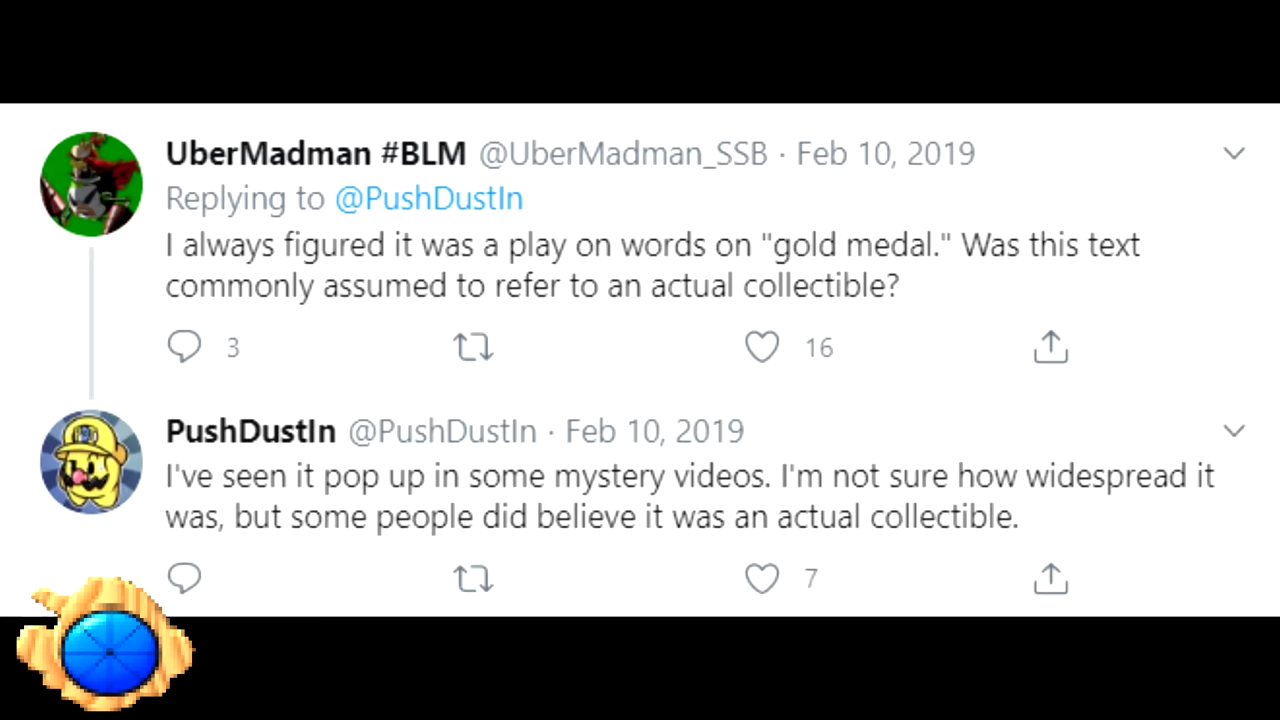 UberMadman #BLM @UberMadman_SSB · Feb 10, 2019
Replying to @PushDustIn
I always figured it was a play on words on "gold medal." Was this text
commonly assumed to refer to an actual collectible?
3 16
PushDustIn @PushDustIn · Feb 10, 2019
I've seen it pop up in some mystery videos. I'm not sure how widespread it
was, but some people did believe it was an actual collectible.
7